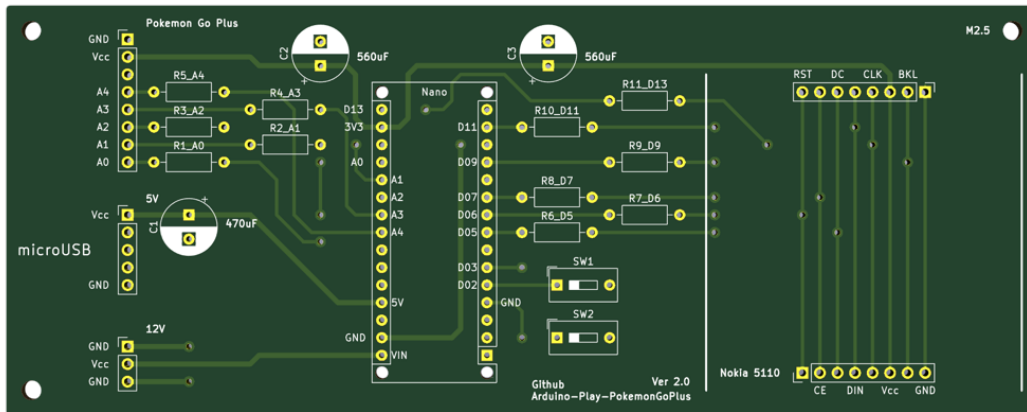 Pokemon Go Plus
GND
Vcc
A4
A3
A2
A1
A0
R5_A4
R4_A3
R3_A2
R2_A1
R1_A0
C2
560uF
C3
560uF
M2.5
Nano
D13
3V3
A0
A1
A2
A3
A4
5V
GND
VIN
D11
D09
D07
D06
D05
D03
D02
GND
R11_D13
R10_D11
R9_D9
R8_D7
R7_D6
R6_D5
SW1
SW2
RST DC CLK BKL
5V
Vcc
C1
470uF
microUSB
GND
12V
GND
Vcc
GND
Github Ver 2.0
Arduino-Play-PokemonGoPlus
Nokia 5110
CE DIN Vcc GND